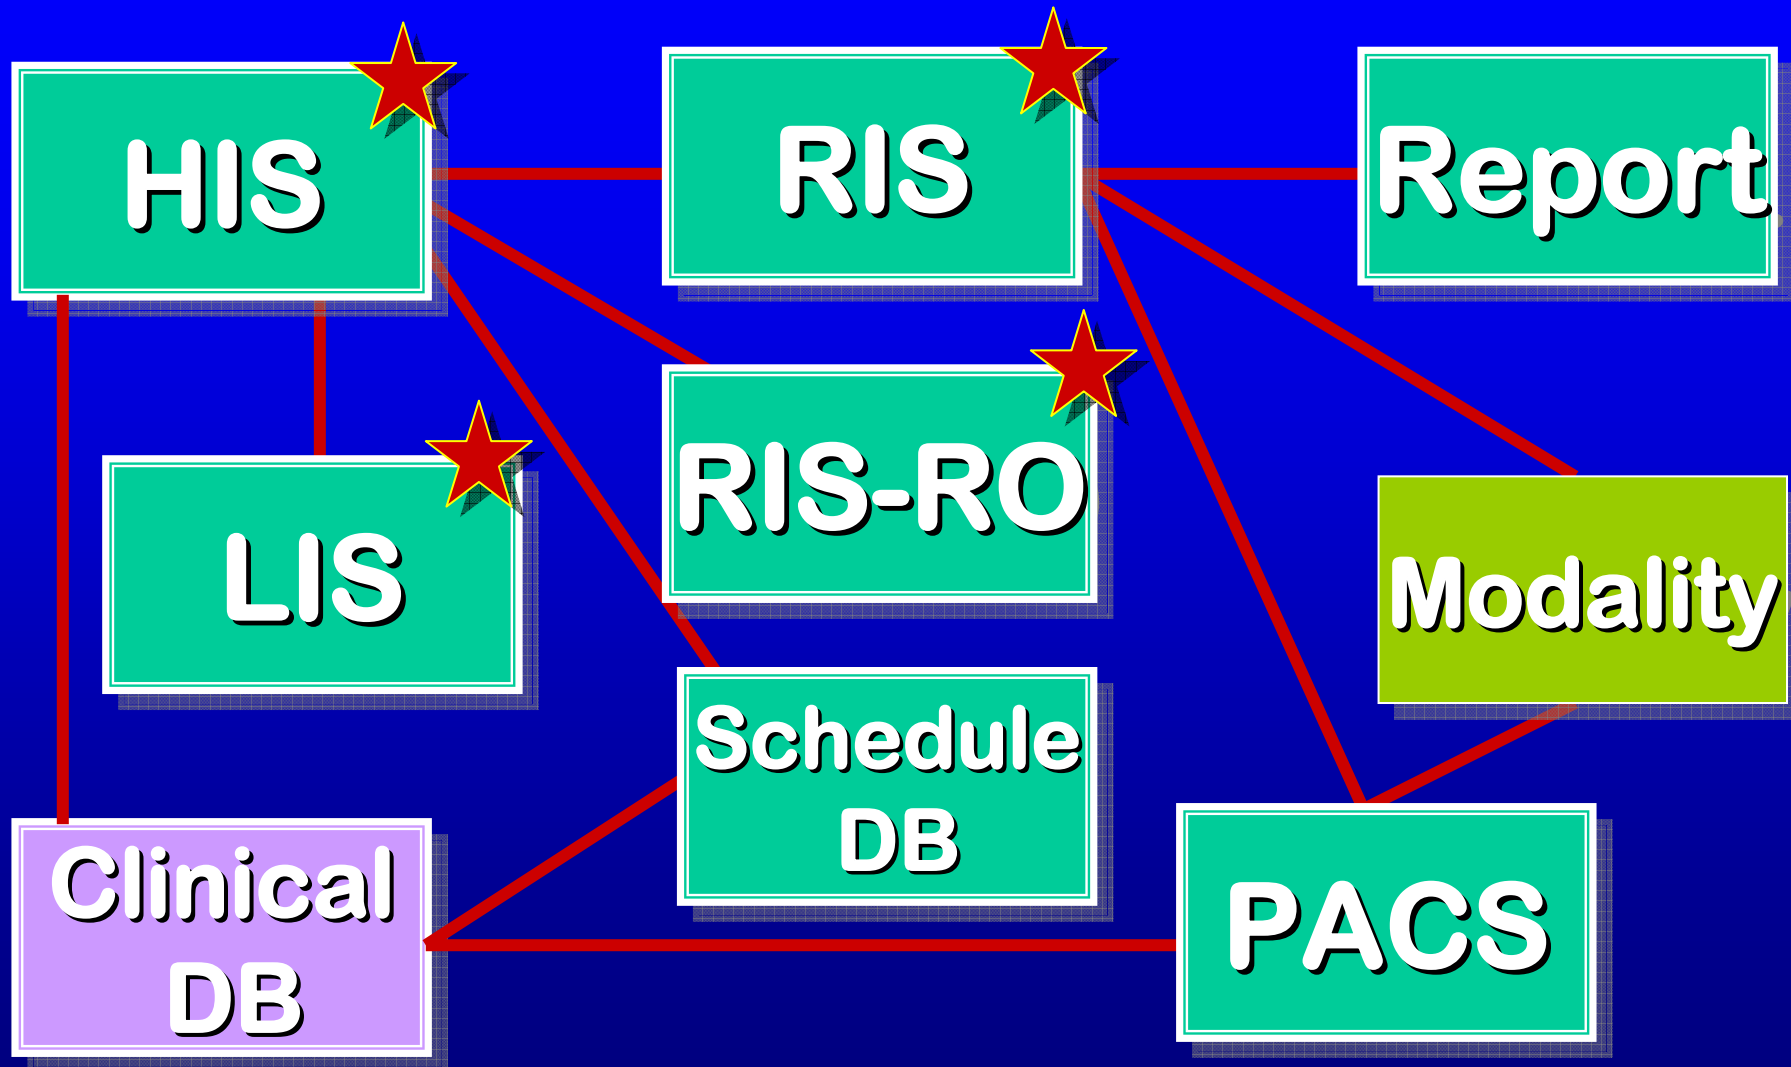 HIS
RIS
Report
RIS-RO
LIS
Modality
Schedule
DB
Clinical
DB
PACS